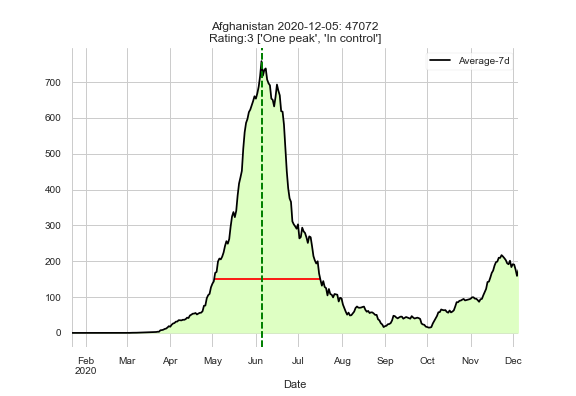 Afghanistan 2020-12-05: 47072
Rating:3 ['One peak', 'In control']
Average-7d
700
600
500
400
300
200
100
0
Feb Mar Apr May Jun Jul Aug Sep Oct Nov Dec
2020
Date